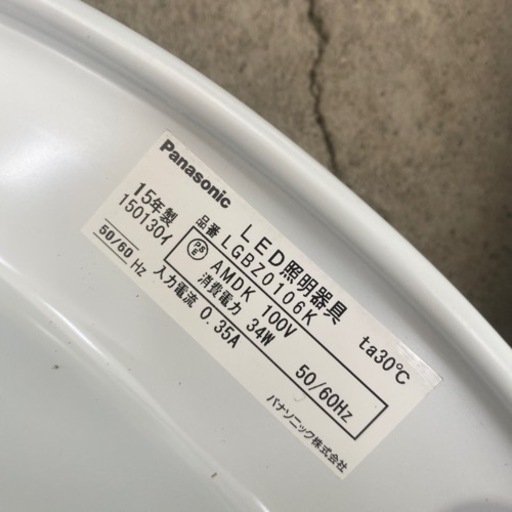 Panasonic
LED照明器具 ta30℃
15年製 品番 LGBZ0106K
150130イ
PS E AMDK 100V 50/60Hz
消費電力 34W
50/60 Hz 入力電流 0.35A
パナソニック株式会社